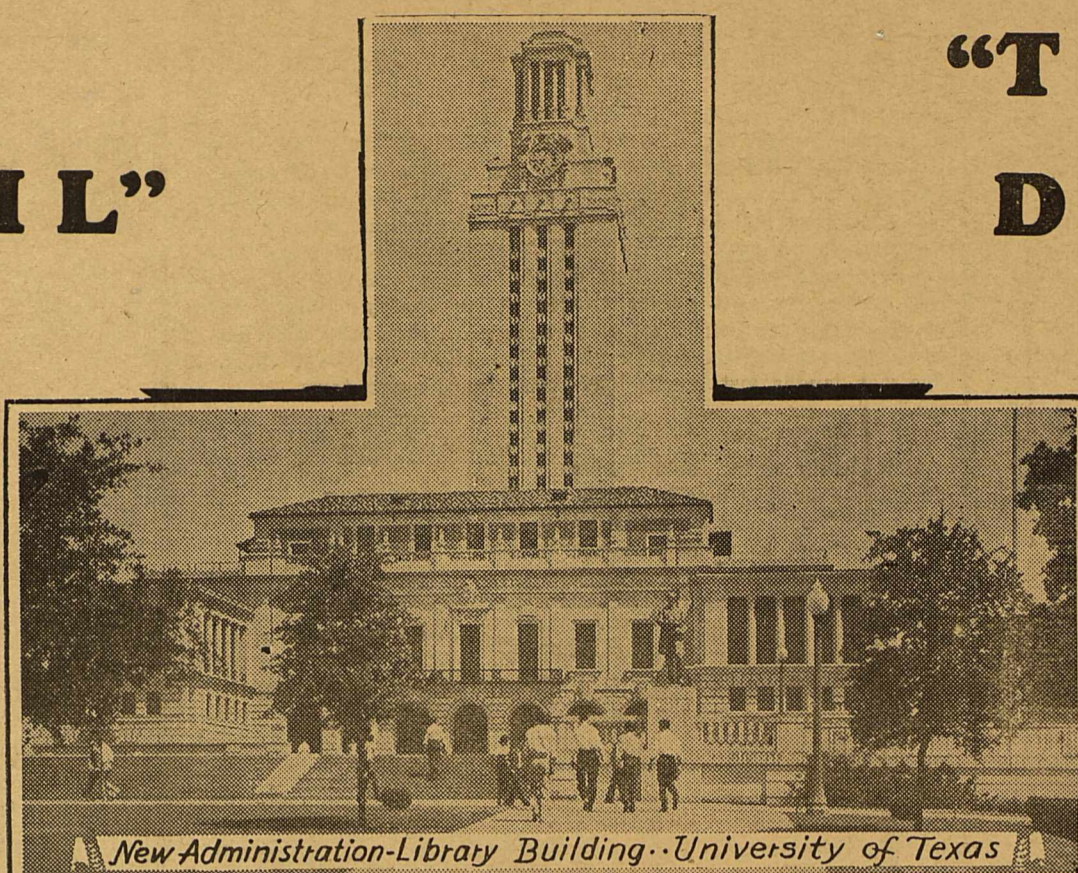 “T
I L”
D
New Administration-Library Building··University of Texas